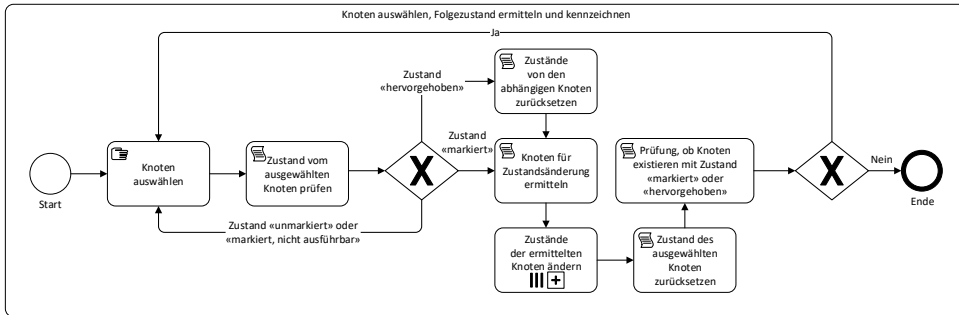 Knoten auswählen, Folgezustand ermitteln und kennzeichnen
Ja
Zustand
«hervorgehoben»
Zustände
von den
abhängigen Knoten
zurücksetzen
Zustand
«markiert»
Start
Knoten
auswählen
Zustand vom
ausgewählten
Knoten prüfen
X
Knoten für
Zustandsänderung
ermitteln
Prüfung, ob Knoten
existieren mit Zustand
«markiert» oder
«hervorgehoben»
X
Nein
Ende
Zustand «unmarkiert» oder
«markiert, nicht ausführbar»
Zustände
der ermittelten
Knoten ändern
Zustand des
ausgewählten
Knoten
zurücksetzen